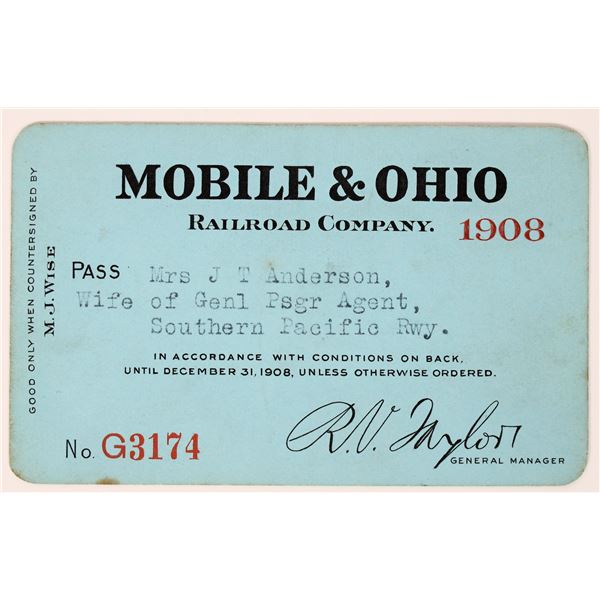 MOBILE & OHIO
RAILROAD COMPANY. 1908
PASS Mrs J T Anderson,
Wife of Genl Psgr Agent,
Southern Pacific Rwy.
IN ACCORDANCE WITH CONDITIONS ON BACK,
UNTIL DECEMBER 31, 1908, UNLESS OTHERWISE ORDERED.
No. G3174
R.V. Taylor
GENERAL MANAGER
GOOD ONLY WHEN COUNTERSIGNED BY
M. J. WISE